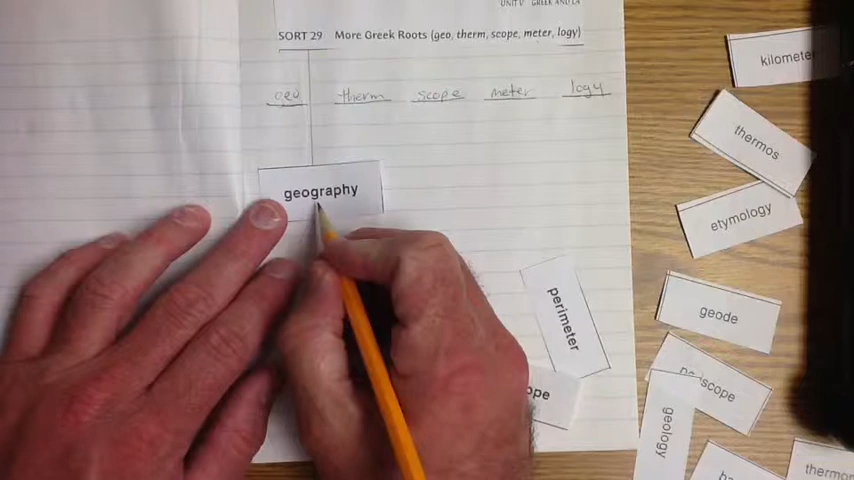 SORT 29 More Greek Roots (geo, therm, scope, meter, logy)
geo therm scope meter logy
geography
kilometer
thermos
etymology
geode
perimeter
geology